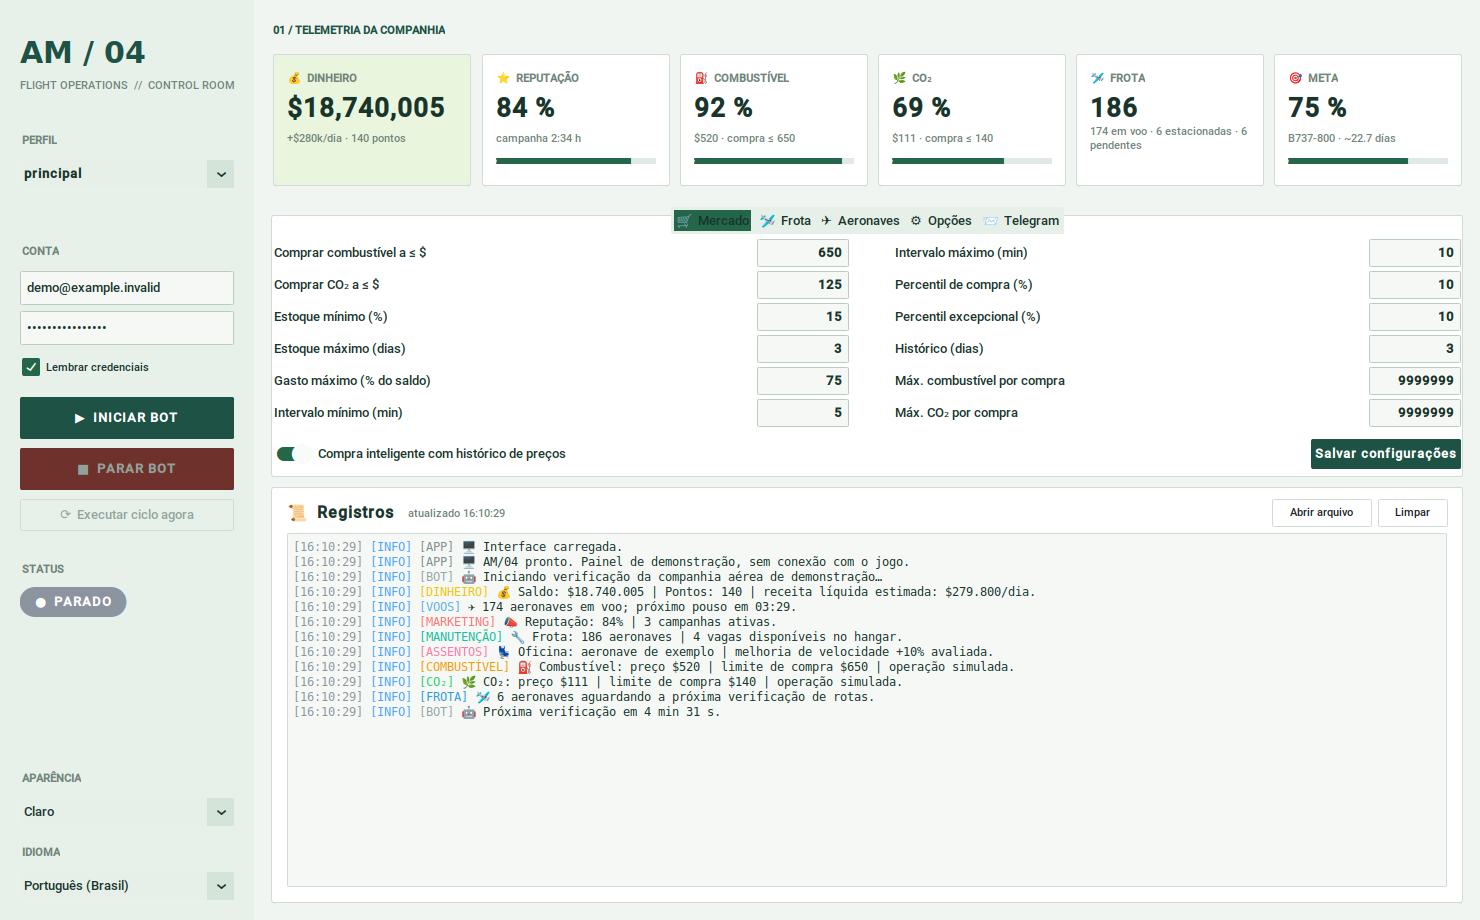 AM / 04
FLIGHT OPERATIONS // CONTROL ROOM
PERFIL
principal
CONTA
demo@example.invalid
••••••••••••••••
Lembrar credenciais
▶ INICIAR BOT
■ PARAR BOT
⟳ Executar ciclo agora
STATUS
● PARADO
APARÊNCIA
Claro
IDIOMA
Português (Brasil)
01 / TELEMETRIA DA COMPANHIA
💰 DINHEIRO
$18,740,005
+$280k/dia · 140 pontos
⭐ REPUTAÇÃO
84 %
campanha 2:34 h
⛽ COMBUSTÍVEL
92 %
$520 · compra ≤ 650
🌿 CO₂
69 %
$111 · compra ≤ 140
🛩️ FROTA
186
174 em voo · 6 estacionadas · 6
pendentes
🎯 META
75 %
B737-800 · ~22.7 dias
🛒 Mercado 🛩️ Frota ✈ Aeronaves ⚙ Opções 📨 Telegram
Comprar combustível a ≤ $ 650 Intervalo máximo (min) 10
Comprar CO₂ a ≤ $ 125 Percentil de compra (%) 10
Estoque mínimo (%) 15 Percentil excepcional (%) 10
Estoque máximo (dias) 3 Histórico (dias) 3
Gasto máximo (% do saldo) 75 Máx. combustível por compra 9999999
Intervalo mínimo (min) 5 Máx. CO₂ por compra 9999999
Compra inteligente com histórico de preços Salvar configurações
📜 Registros atualizado 16:10:29 Abrir arquivo Limpar
[16:10:29] [INFO] [APP] 🖥️ Interface carregada.
[16:10:29] [INFO] [APP] 🖥️ AM/04 pronto. Painel de demonstração, sem conexão com o jogo.
[16:10:29] [INFO] [BOT] 🤖 Iniciando verificação da companhia aérea de demonstração…
[16:10:29] [INFO] [DINHEIRO] 💰 Saldo: $18.740.005 | Pontos: 140 | receita líquida estimada: $279.800/dia.
[16:10:29] [INFO] [VOOS] ✈ 174 aeronaves em voo; próximo pouso em 03:29.
[16:10:29] [INFO] [MARKETING] 📣 Reputação: 84% | 3 campanhas ativas.
[16:10:29] [INFO] [MANUTENÇÃO] 🔧 Frota: 186 aeronaves | 4 vagas disponíveis no hangar.
[16:10:29] [INFO] [ASSENTOS] 💺 Oficina: aeronave de exemplo | melhoria de velocidade +10% avaliada.
[16:10:29] [INFO] [COMBUSTÍVEL] ⛽ Combustível: preço $520 | limite de compra $650 | operação simulada.
[16:10:29] [INFO] [CO₂] 🌿 CO₂: preço $111 | limite de compra $140 | operação simulada.
[16:10:29] [INFO] [FROTA] 🛩️ 6 aeronaves aguardando a próxima verificação de rotas.
[16:10:29] [INFO] [BOT] 🤖 Próxima verificação em 4 min 31 s.